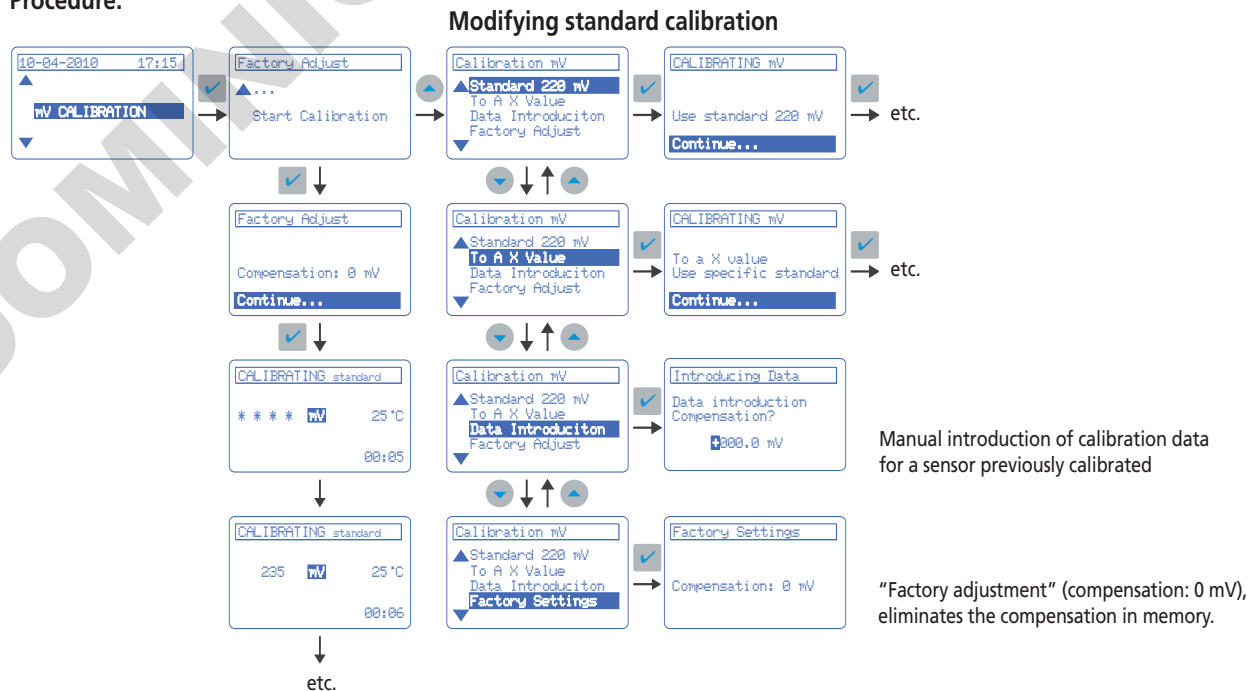 Procedure:
Modifying standard calibration
10-04-2010 17:15
mV CALIBRATION
Factory Adjust
...
Start Calibration
Calibration mV
Standard 220 mV
To A X Value
Data Introduciton
Factory Adjust
CALIBRATING mV
Use standard 220 mV
Continue...
etc.
Factory Adjust
Compensation: 0 mV
Continue...
Calibration mV
Standard 220 mV
To A X Value
Data Introduciton
Factory Adjust
CALIBRATING mV
To a X value
Use specific standard
Continue...
etc.
CALIBRATING standard
* * * * mV 25 °C
00:05
Calibration mV
Standard 220 mV
To A X Value
Data Introduciton
Factory Adjust
Introducing Data
Data introduction
Compensation?
+000.0 mV
Manual introduction of calibration data
for a sensor previously calibrated
CALIBRATING standard
235 mV 25 °C
00:06
etc.
Calibration mV
Standard 220 mV
To A X Value
Data Introduciton
Factory Settings
Factory Settings
Compensation: 0 mV
“Factory adjustment” (compensation: 0 mV),
eliminates the compensation in memory.